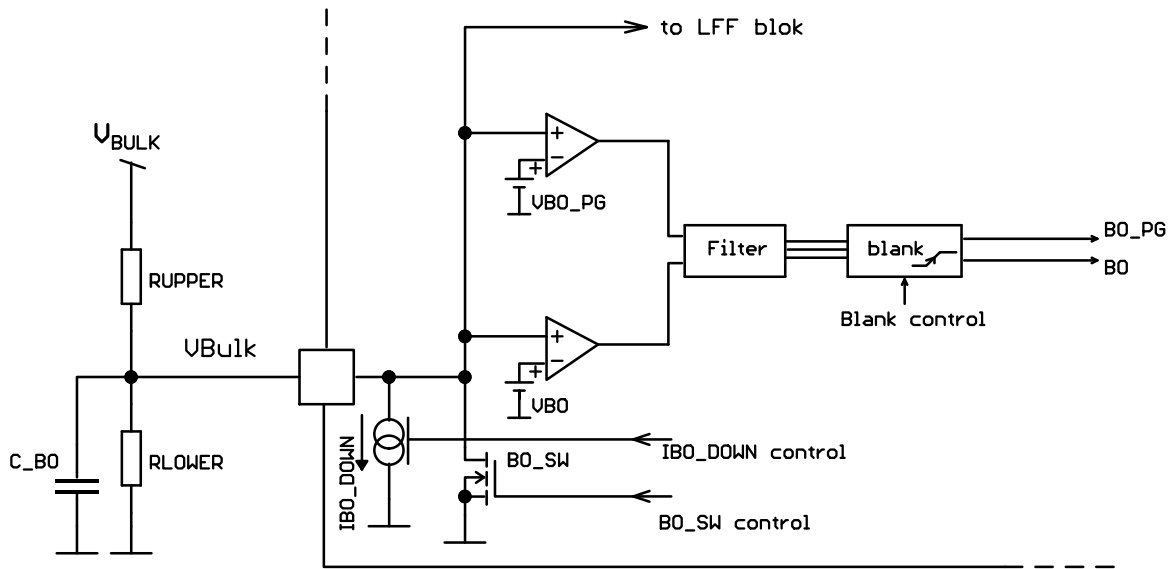 to LFF blok
VBULK
+
−
+
VBO_PG
BO_PG
Filter
blank
BO
RUPPER
Blank control
VBulk
+
−
+
VBO
C_BO
RLOWER
IBO_DOWN
BO_SW
IBO_DOWN control
BO_SW control